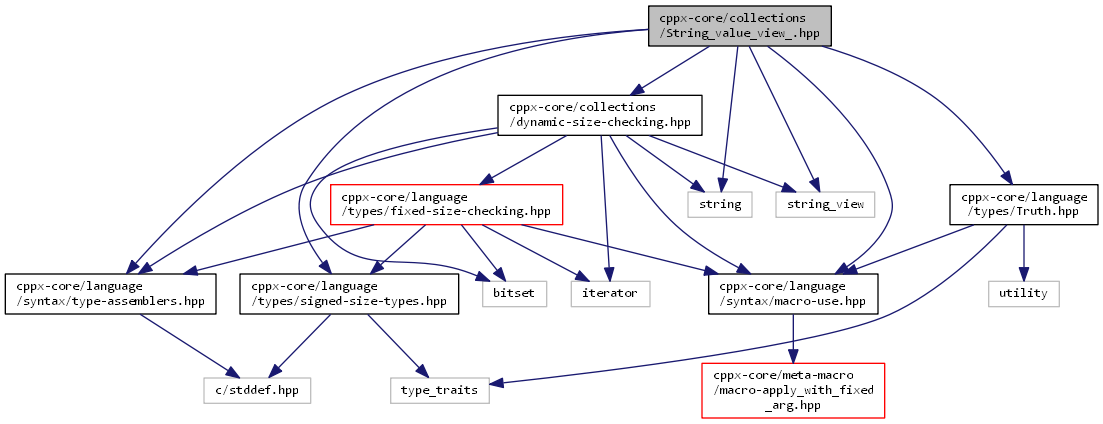 cppx-core/collections
/String_value_view_.hpp
cppx-core/collections
/dynamic-size-checking.hpp
cppx-core/language
/types/fixed-size-checking.hpp
string
string_view
cppx-core/language
/types/Truth.hpp
cppx-core/language
/syntax/type-assemblers.hpp
cppx-core/language
/types/signed-size-types.hpp
bitset
iterator
cppx-core/language
/syntax/macro-use.hpp
utility
c/stddef.hpp
type_traits
cppx-core/meta-macro
/macro-apply_with_fixed
_arg.hpp